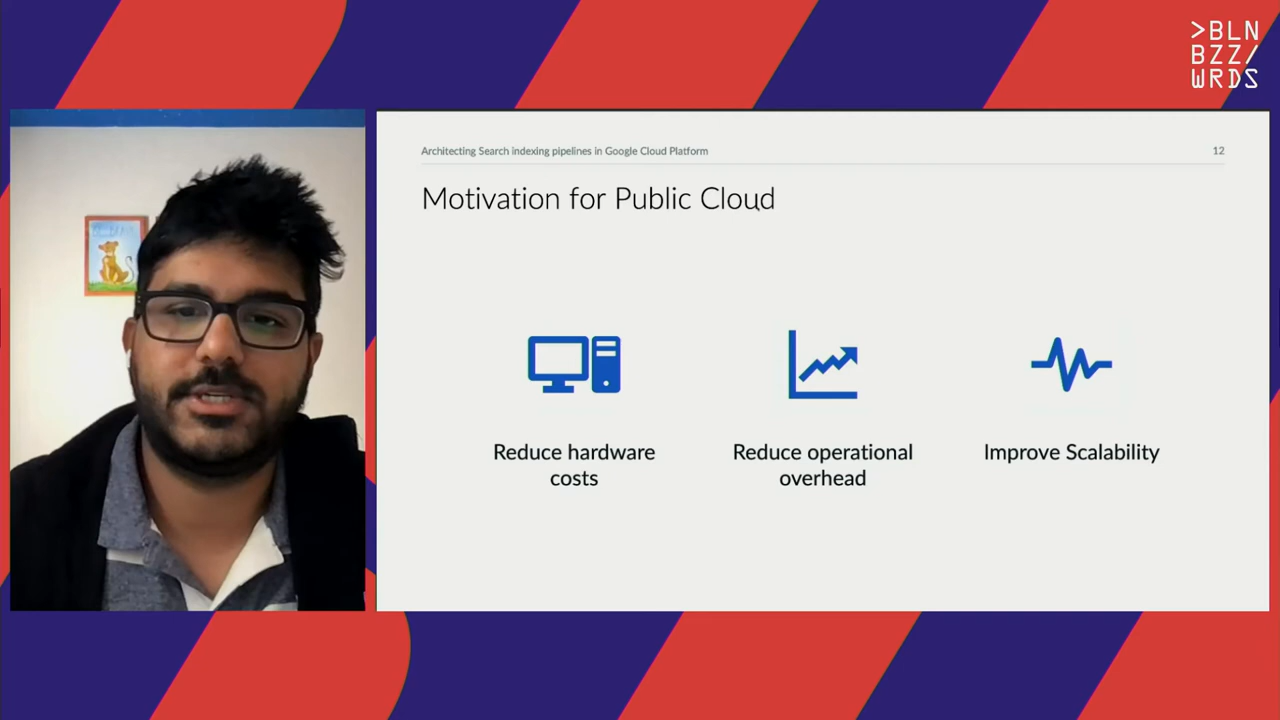 >BLN
BZZ/
WRDS
Architecting Search indexing pipelines in Google Cloud Platform
12
Motivation for Public Cloud
Reduce hardware
costs
Reduce operational
overhead
Improve Scalability